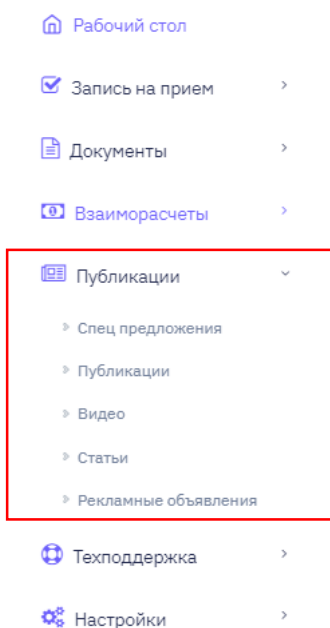 Рабочий стол
Запись на прием
Документы
Взаиморасчеты
Публикации
Спец предложения
Публикации
Видео
Статьи
Рекламные объявления
Техподдержка
Настройки